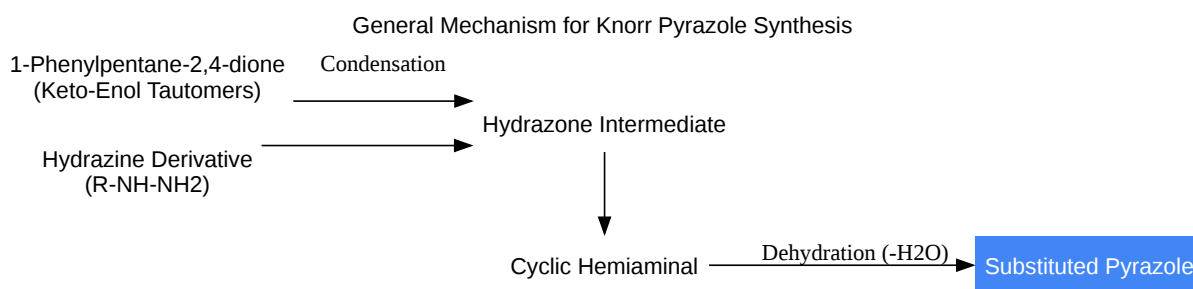 General Mechanism for Knorr Pyrazole Synthesis
1-Phenylpentane-2,4-dione
(Keto-Enol Tautomers)
Condensation
Hydrazone Intermediate
Hydrazine Derivative
(R-NH-NH2)
Cyclic Hemiaminal
Dehydration (-H2O)
Substituted Pyrazole